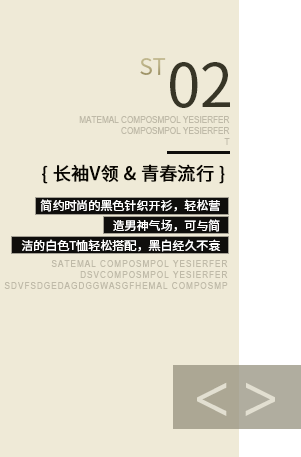 ST 02
MATEMAL COMPOSMPOL YESIERFER
COMPOSMPOL YESIERFER
T
{ 长袖V领 & 青春流行 }
简约时尚的黑色针织开衫，轻松营
造男神气场，可与简
洁的白色T恤轻松搭配，黑白经久不衰
SATEMAL COMPOSMPOL YESIERFER
DSVCOMPOSMPOL YESIERFER
SDVFSDGEDAGDGGWASGFHEMAL COMPOSMP
< >